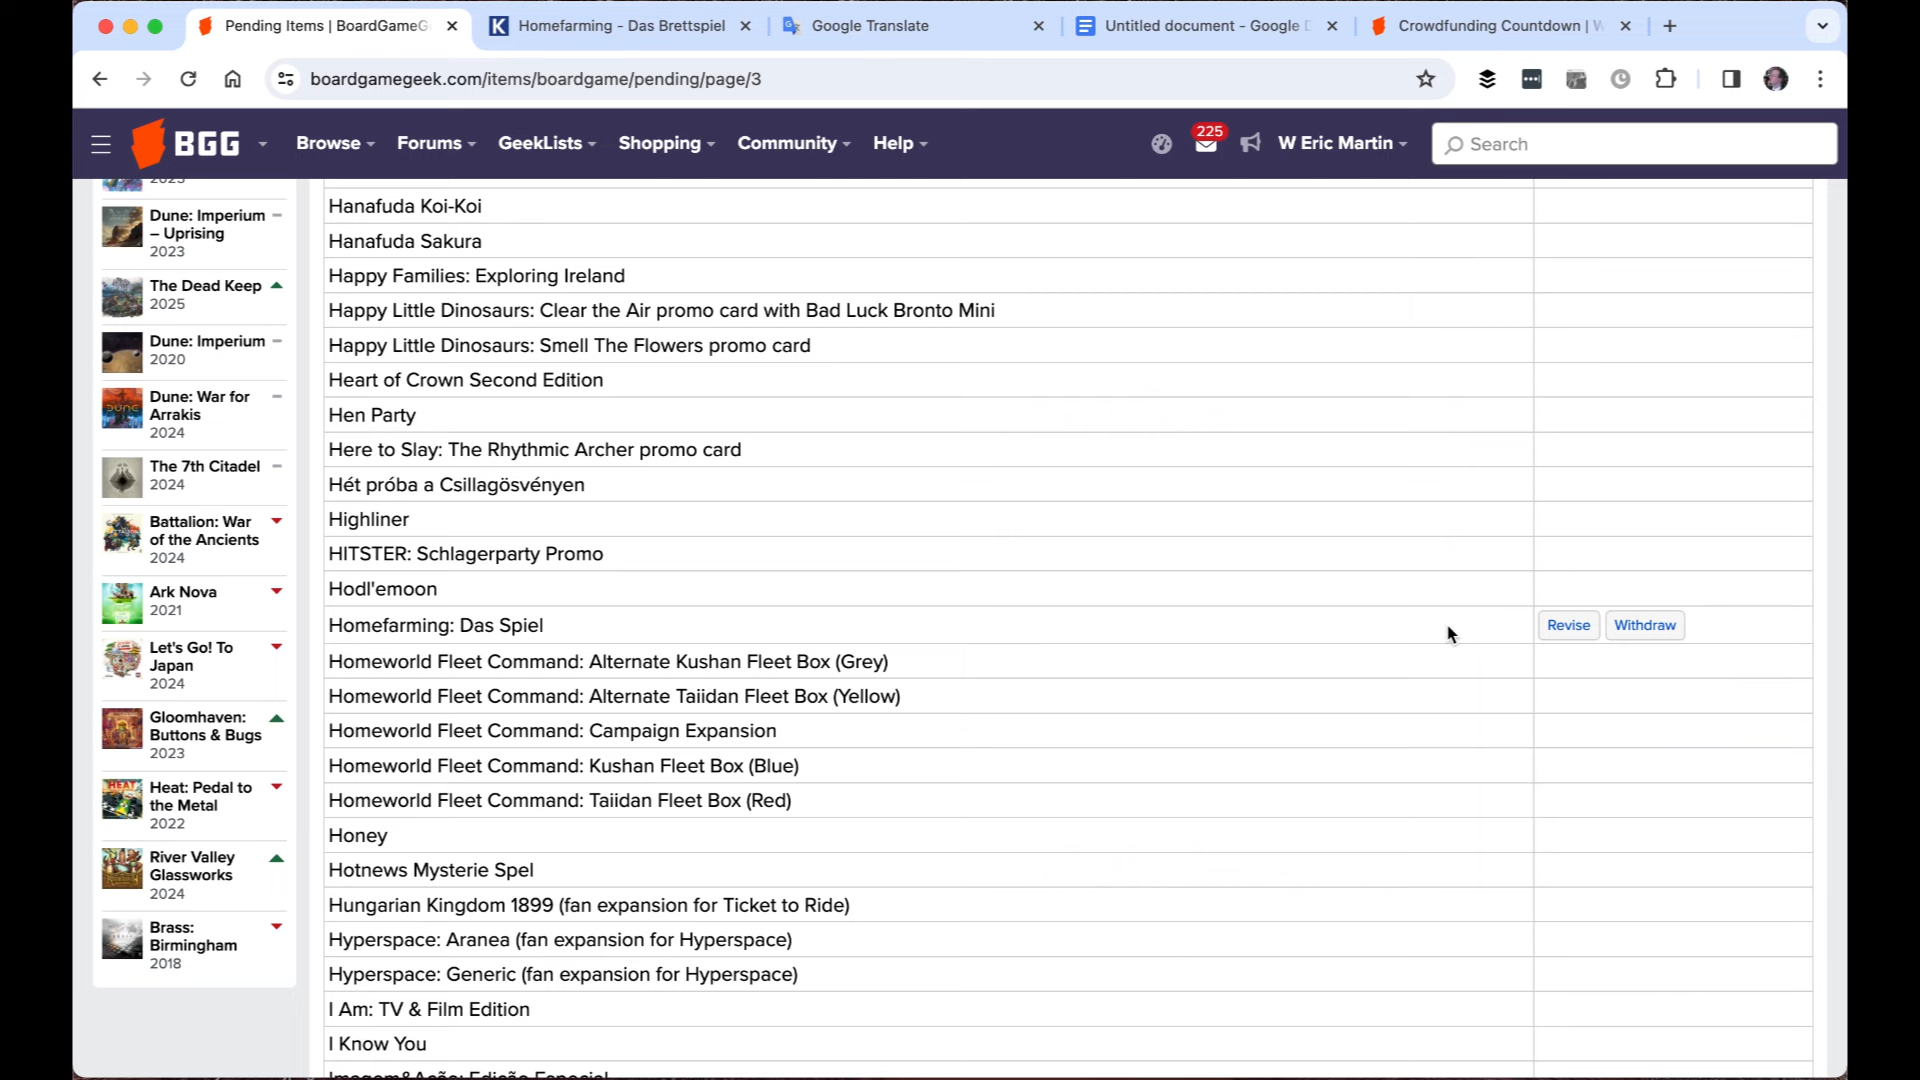 Pending Items | BoardGameG
Homefarming - Das Brettspiel
Google Translate
Untitled document - Google D
Crowdfunding Countdown | W
boardgamegeek.com/items/boardgame/pending/page/3
BGG
Browse
Forums
GeekLists
Shopping
Community
Help
225
W Eric Martin
Search
2023
Dune: Imperium
– Uprising
2023
The Dead Keep
2025
Dune: Imperium
2020
Dune: War for
Arrakis
2024
The 7th Citadel
2024
Battalion: War
of the Ancients
2024
Ark Nova
2021
Let's Go! To
Japan
2024
Gloomhaven:
Buttons & Bugs
2023
Heat: Pedal to
the Metal
2022
River Valley
Glassworks
2024
Brass:
Birmingham
2018
Hanafuda Koi-Koi
Hanafuda Sakura
Happy Families: Exploring Ireland
Happy Little Dinosaurs: Clear the Air promo card with Bad Luck Bronto Mini
Happy Little Dinosaurs: Smell The Flowers promo card
Heart of Crown Second Edition
Hen Party
Here to Slay: The Rhythmic Archer promo card
Hét próba a Csillagösvényen
Highliner
HITSTER: Schlagerparty Promo
Hodl'emoon
Homefarming: Das Spiel
Revise
Withdraw
Homeworld Fleet Command: Alternate Kushan Fleet Box (Grey)
Homeworld Fleet Command: Alternate Taiidan Fleet Box (Yellow)
Homeworld Fleet Command: Campaign Expansion
Homeworld Fleet Command: Kushan Fleet Box (Blue)
Homeworld Fleet Command: Taiidan Fleet Box (Red)
Honey
Hotnews Mysterie Spel
Hungarian Kingdom 1899 (fan expansion for Ticket to Ride)
Hyperspace: Aranea (fan expansion for Hyperspace)
Hyperspace: Generic (fan expansion for Hyperspace)
I Am: TV & Film Edition
I Know You
Imagem&Ação: Edição Especial